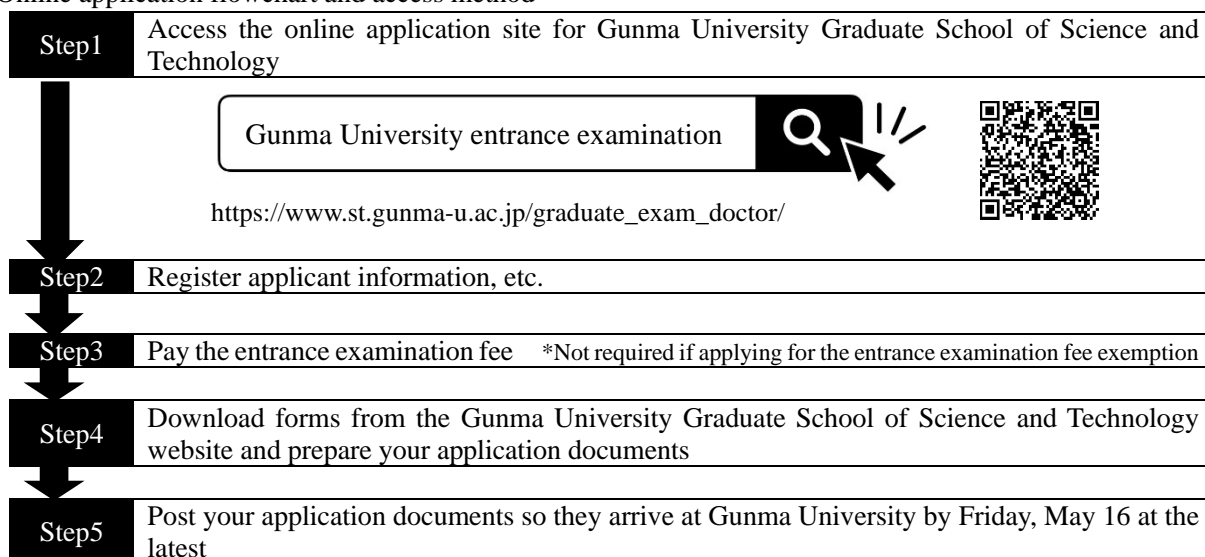 Online application flowchart and access method
Step1
Access the online application site for Gunma University Graduate School of Science and
Technology
Gunma University entrance examination
https://www.st.gunma-u.ac.jp/graduate_exam_doctor/
Step2
Register applicant information, etc.
Step3
Pay the entrance examination fee *Not required if applying for the entrance examination fee exemption
Step4
Download forms from the Gunma University Graduate School of Science and Technology
website and prepare your application documents
Step5
Post your application documents so they arrive at Gunma University by Friday, May 16 at the
latest